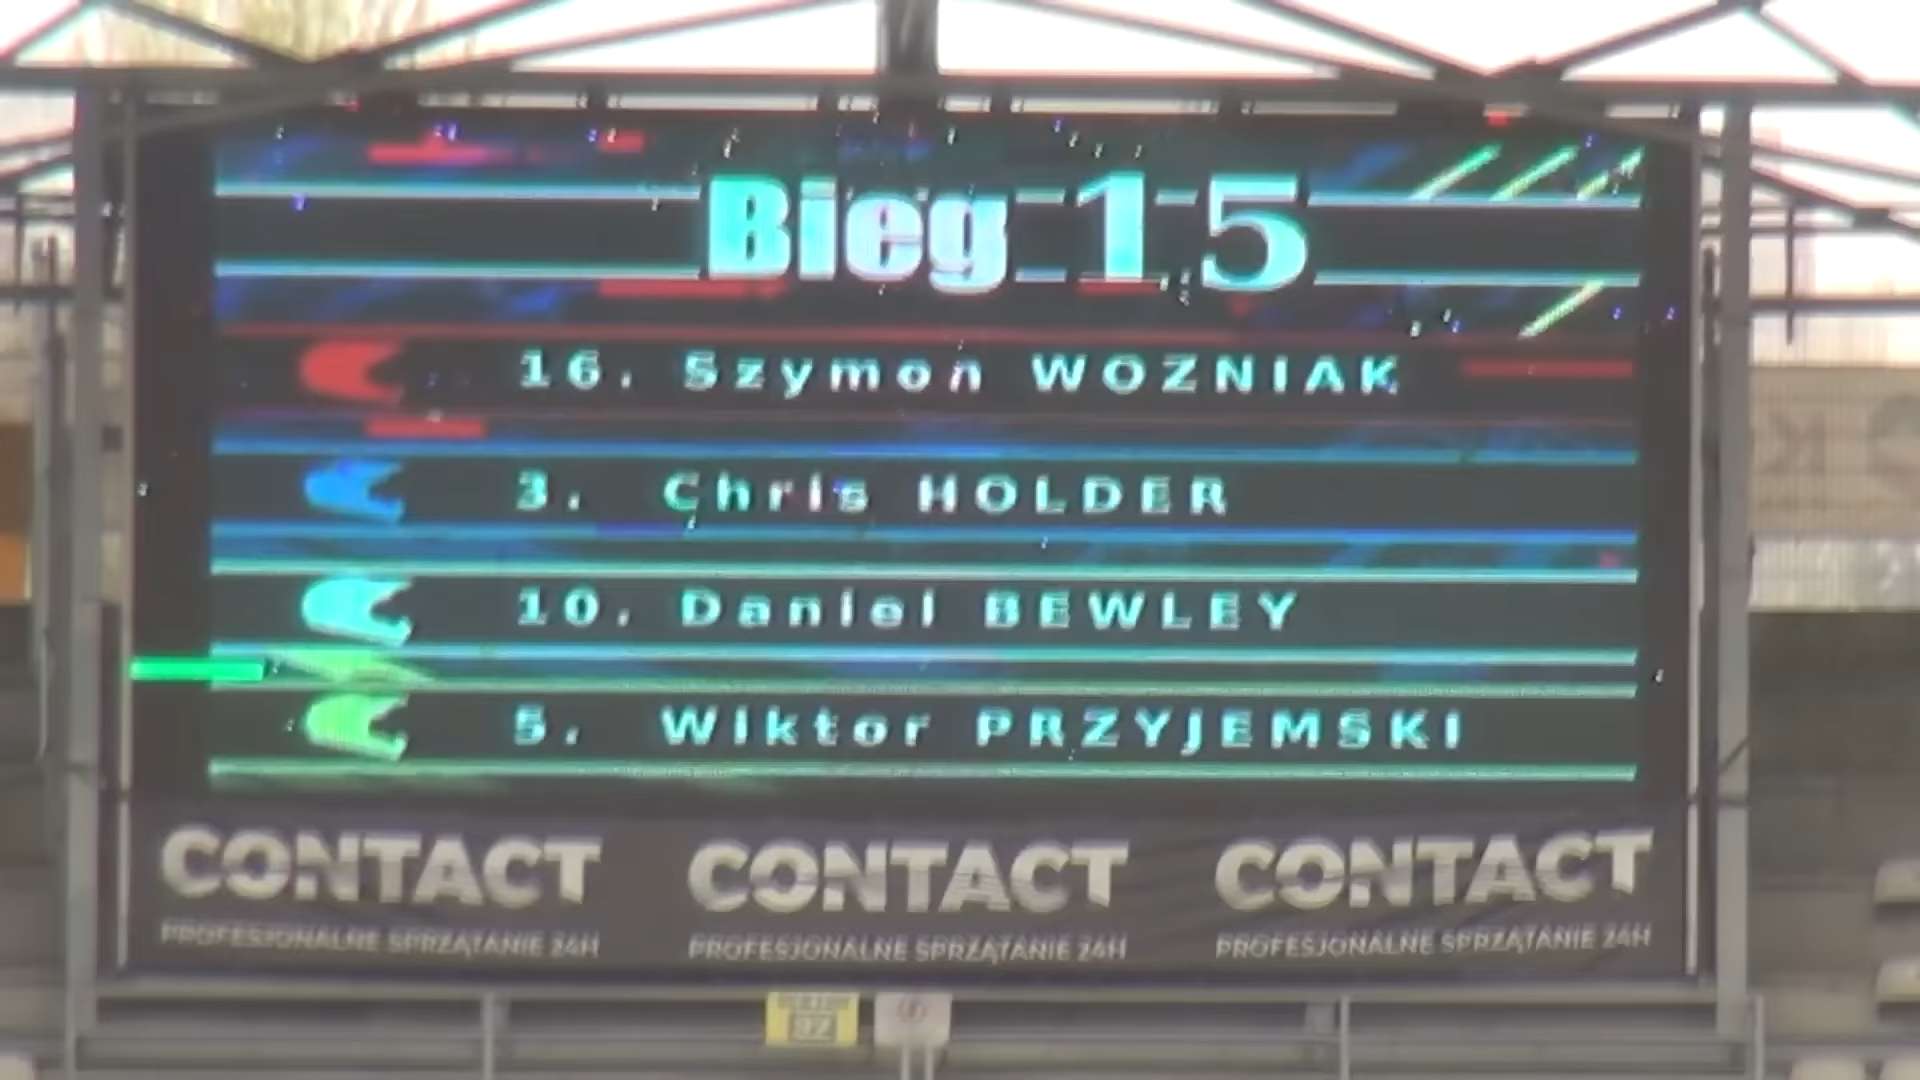 Bieg 15
16. Szymon WOZNIAK
3. Chris HOLDER
10. Daniel BEWLEY
5. Wiktor PRZYJEMSKI
CONTACT CONTACT CONTACT
PROFESJONALNE SPRZĄTANIE 24H PROFESJONALNE SPRZĄTANIE 24H PROFESJONALNE SPRZĄTANIE 24H